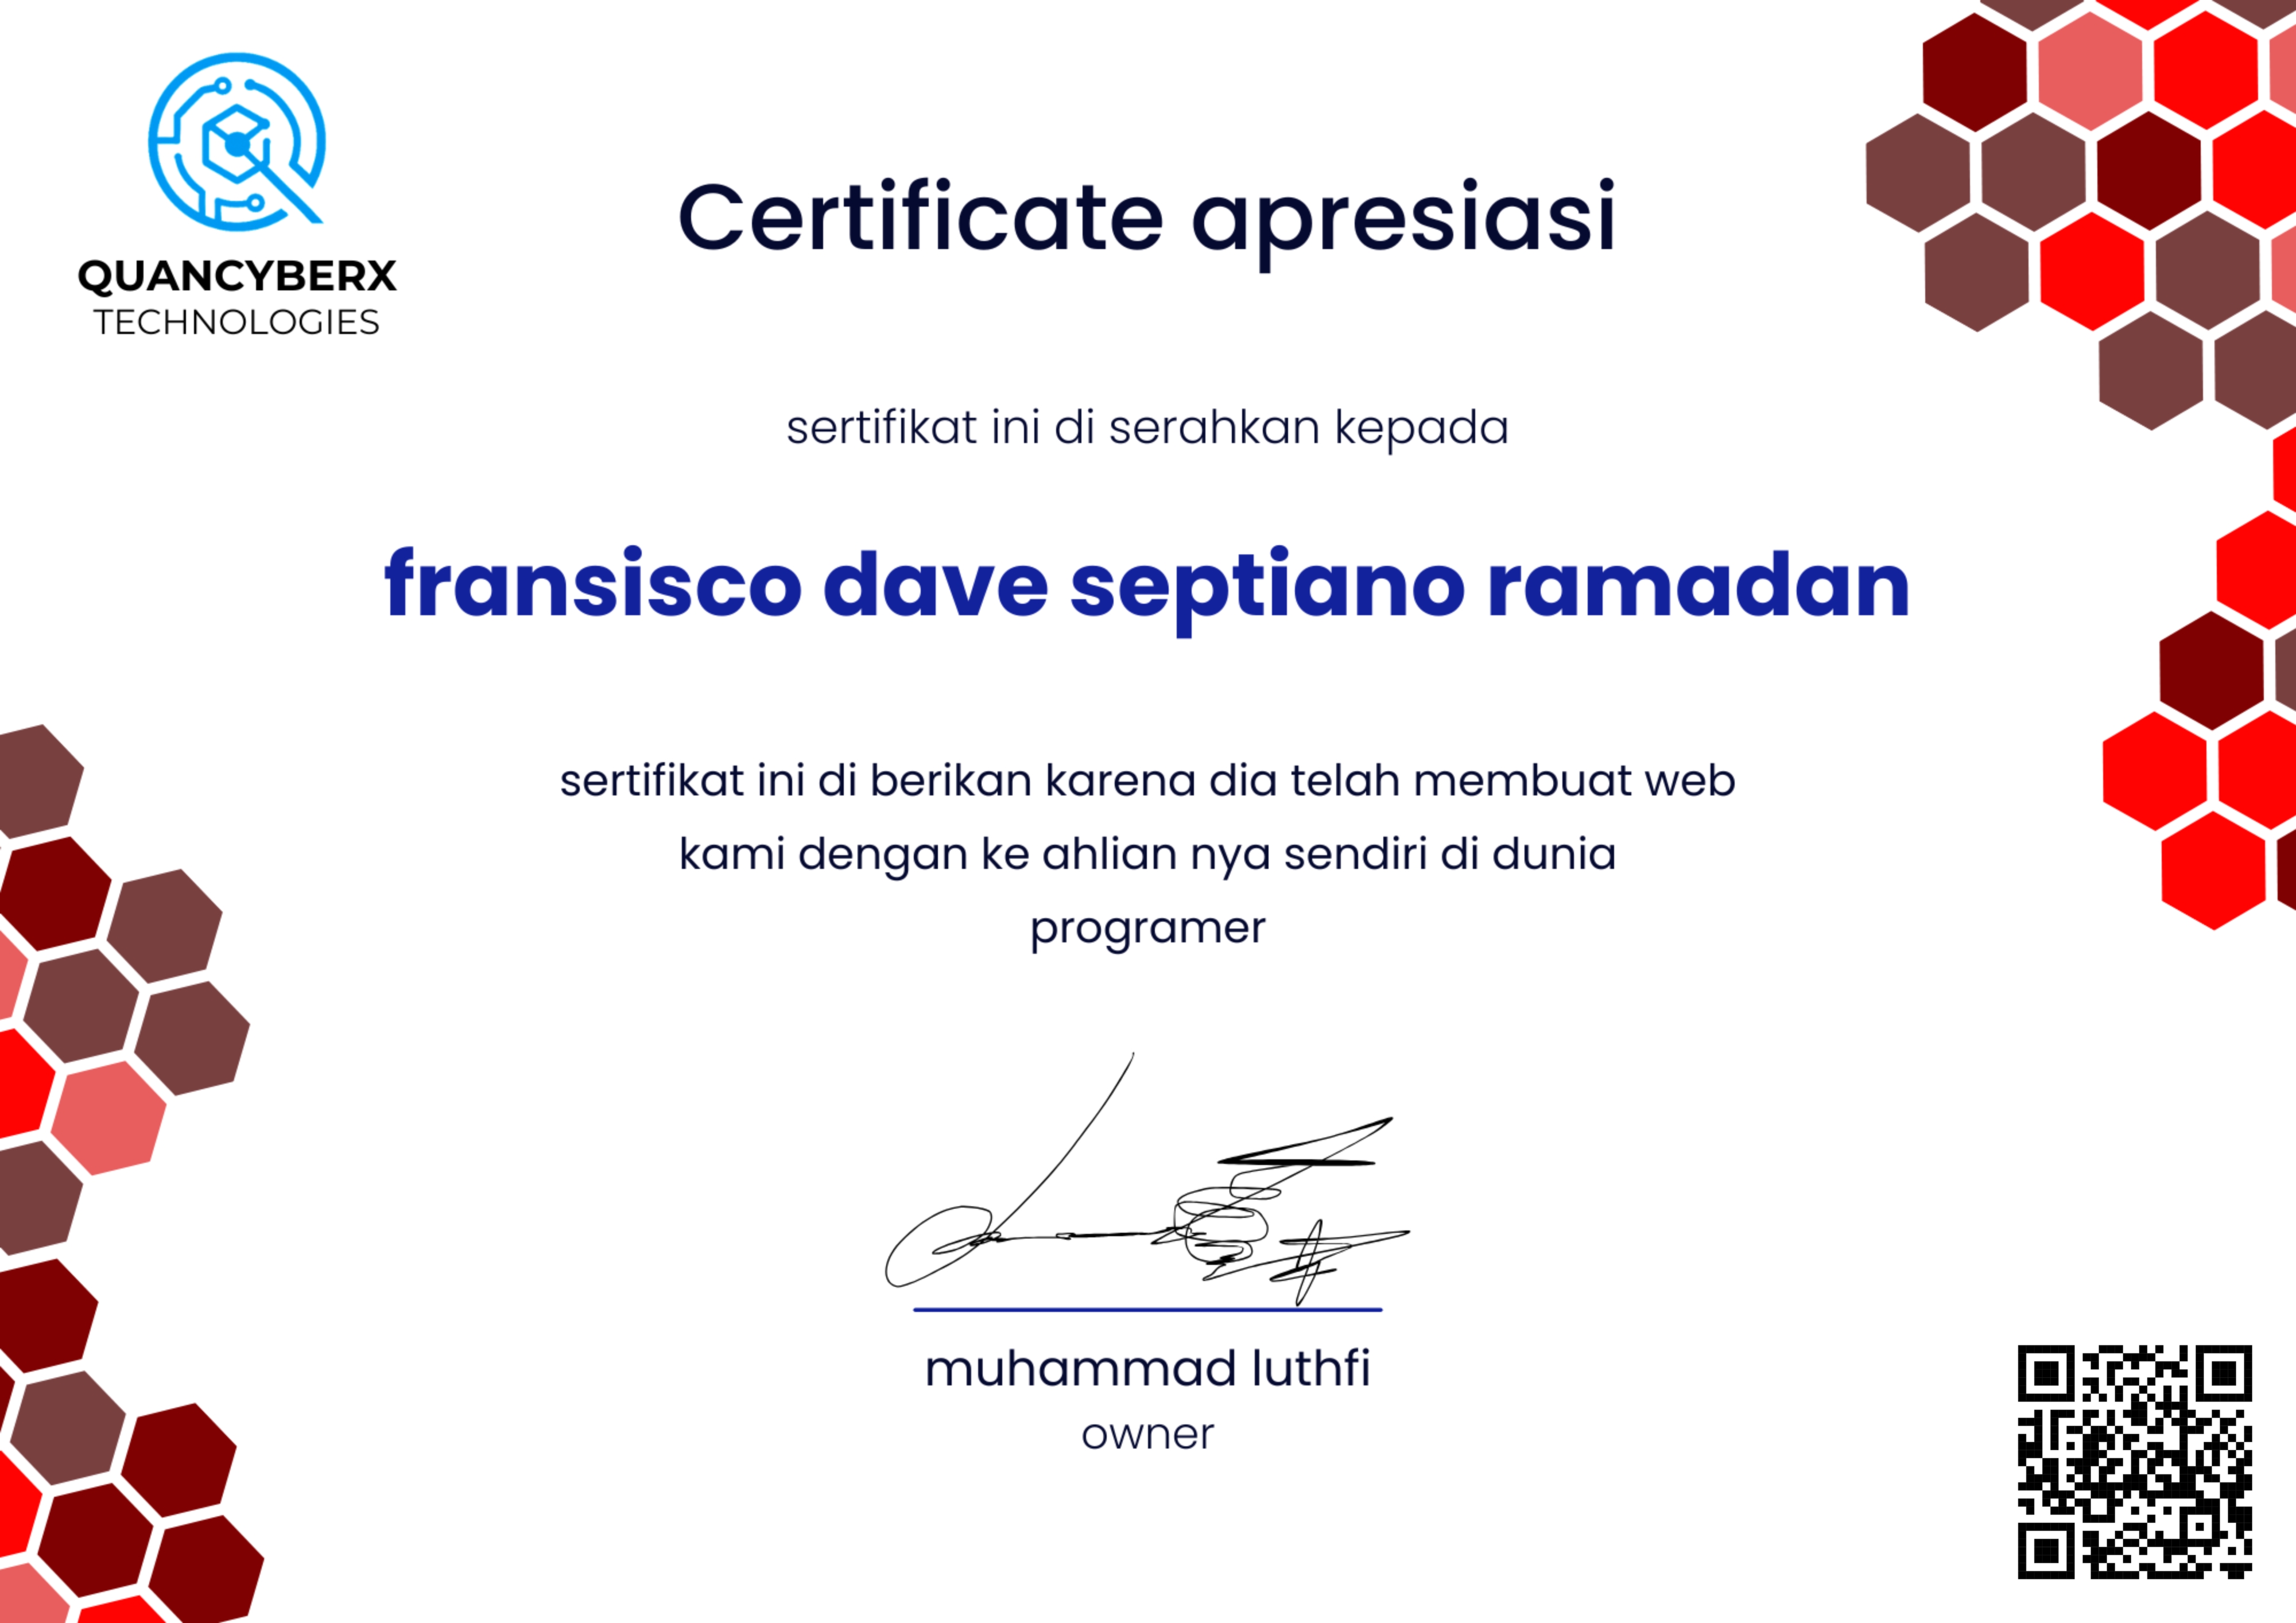 QUANCYBERX
TECHNOLOGIES
Certificate apresiasi
sertifikat ini di serahkan kepada
fransisco dave septiano ramadan
sertifikat ini di berikan karena dia telah membuat web
kami dengan ke ahlian nya sendiri di dunia
programer
muhammad luthfi
owner